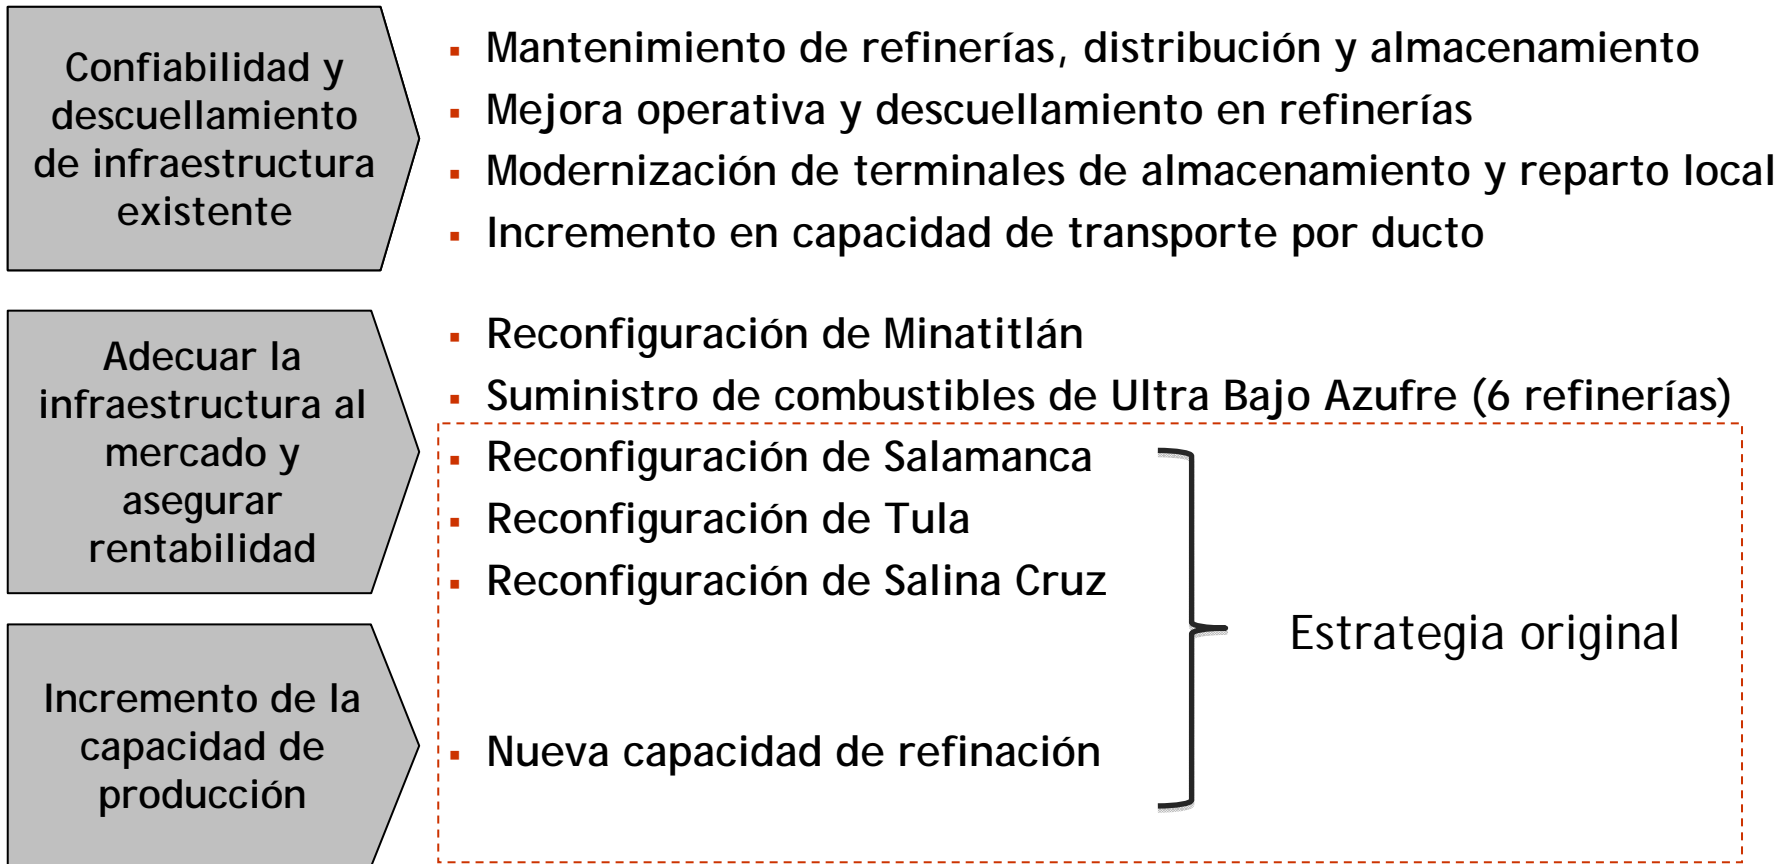 Confiabilidad y
descuellamiento
de infraestructura
existente
▪ Mantenimiento de refinerías, distribución y almacenamiento
▪ Mejora operativa y descuellamiento en refinerías
▪ Modernización de terminales de almacenamiento y reparto local
▪ Incremento en capacidad de transporte por ducto
Adecuar la
infraestructura al
mercado y
asegurar
rentabilidad
▪ Reconfiguración de Minatitlán
▪ Suministro de combustibles de Ultra Bajo Azufre (6 refinerías)
▪ Reconfiguración de Salamanca
▪ Reconfiguración de Tula
▪ Reconfiguración de Salina Cruz
Incremento de la
capacidad de
producción
▪ Nueva capacidad de refinación
Estrategia original